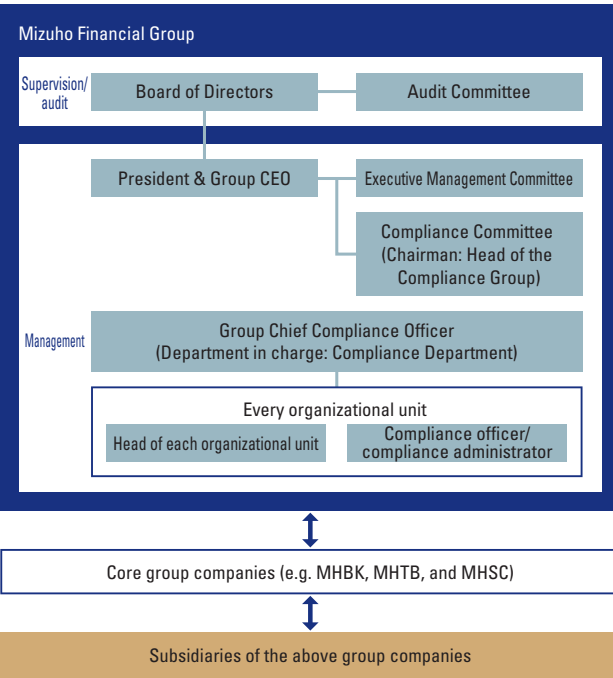 Mizuho Financial Group
Supervision/
audit
Board of Directors
Audit Committee
President & Group CEO
Executive Management Committee
Compliance Committee
(Chairman: Head of the
Compliance Group)
Management
Group Chief Compliance Officer
(Department in charge: Compliance Department)
Every organizational unit
Head of each organizational unit
Compliance officer/
compliance administrator
Core group companies (e.g. MHBK, MHTB, and MHSC)
Subsidiaries of the above group companies